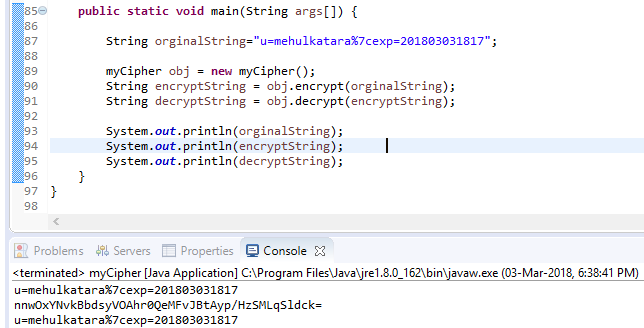 85 public static void main(String args[]) {
86
87 String orginalString="u=mehulkatara%7cexp=201803031817";
88
89 myCipher obj = new myCipher();
90 String encryptString = obj.encrypt(orginalString);
91 String decryptString = obj.decrypt(encryptString);
92
93 System.out.println(orginalString);
94 System.out.println(encryptString);
95 System.out.println(decryptString);
96 }
97 }
98
Problems Servers Properties Console
<terminated> myCipher [Java Application] C:\Program Files\Java\jre1.8.0_162\bin\javaw.exe (03-Mar-2018, 6:38:41 PM)
u=mehulkatara%7cexp=201803031817
nnwOxYNvkBbdsyVOAhr0QeMFvJBtAyp/HzSMLqSldck=
u=mehulkatara%7cexp=201803031817